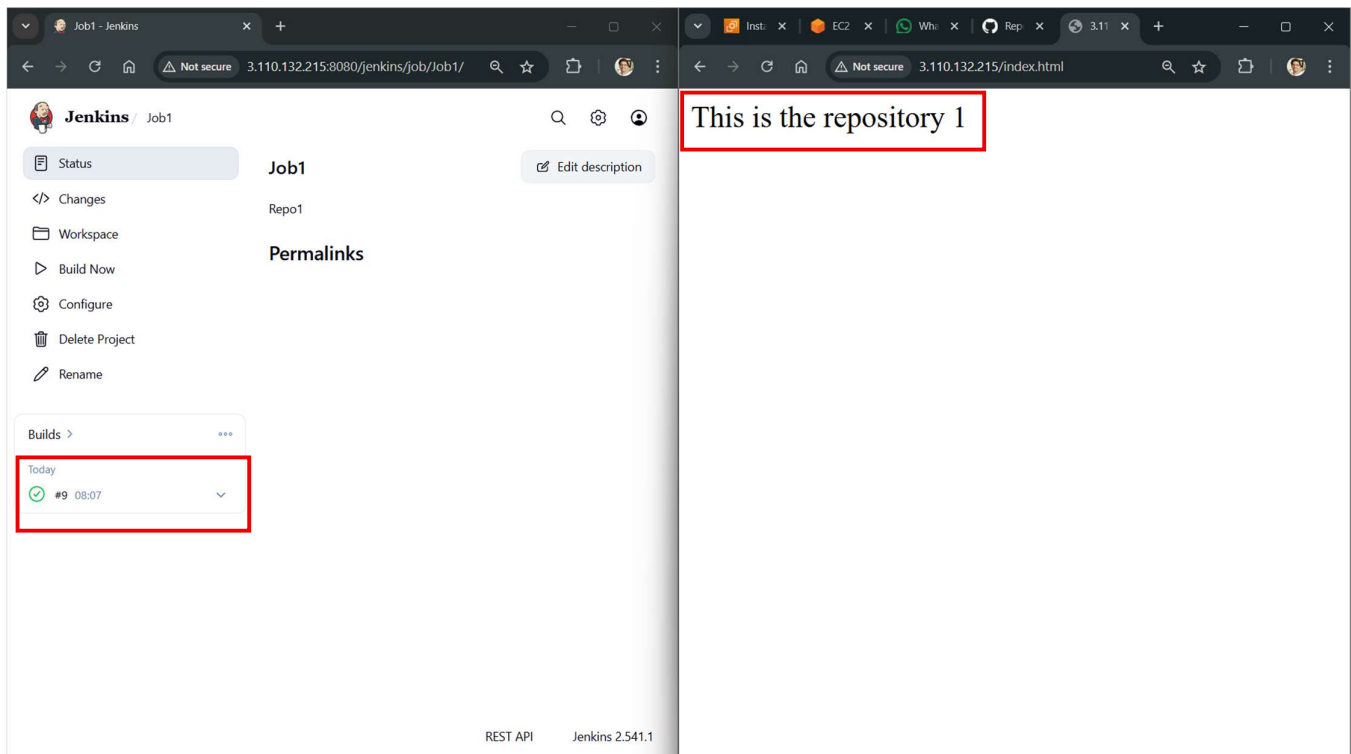 Job1 - Jenkins
Not secure 3.110.132.215:8080/jenkins/job/Job1/
Jenkins / Job1
Status
Changes
Workspace
Build Now
Configure
Delete Project
Rename
Builds >
Today
#9 08:07
Job1
Edit description
Repo1
Permalinks
REST API Jenkins 2.541.1
Insta EC2 Wha Rep 3.11
Not secure 3.110.132.215/index.html
This is the repository 1